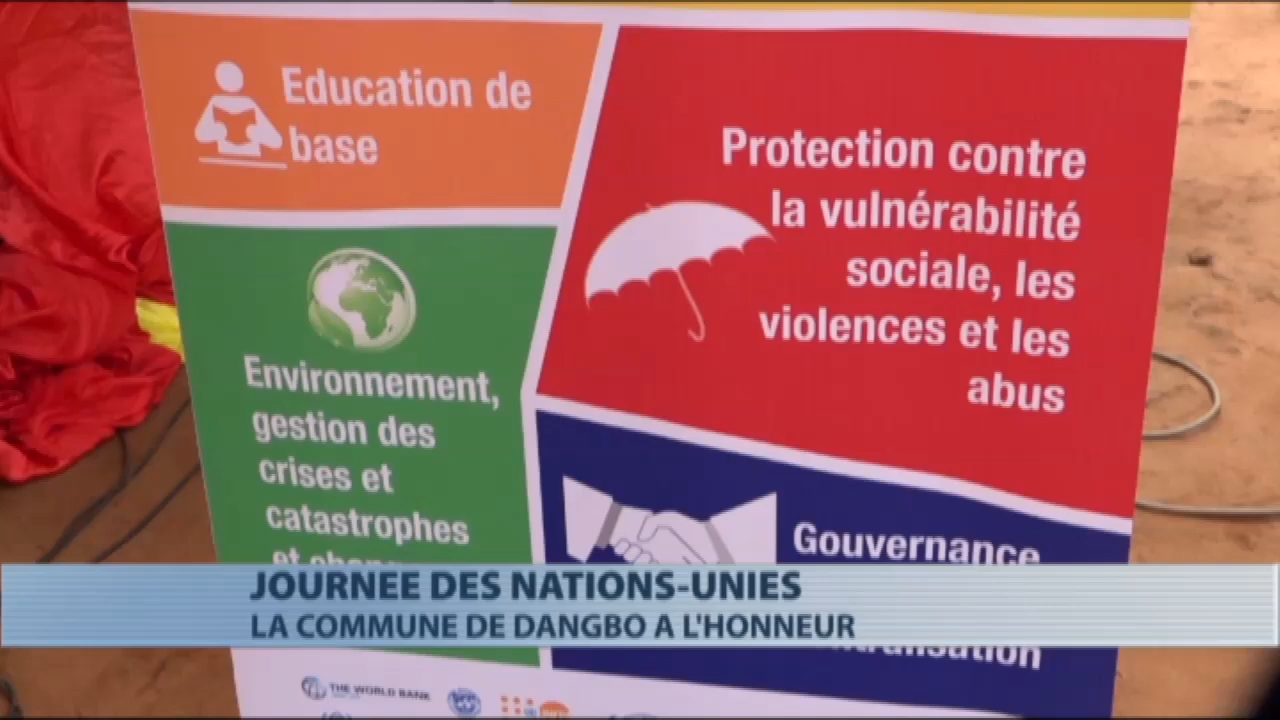 Education de
base
Protection contre
la vulnérabilité
sociale, les
violences et les
abus
Environnement,
gestion des
crises et
catastrophes
et
Gouvernance
JOURNEE DES NATIONS-UNIES
LA COMMUNE DE DANGBO A L'HONNEUR
THE WORLD BANK